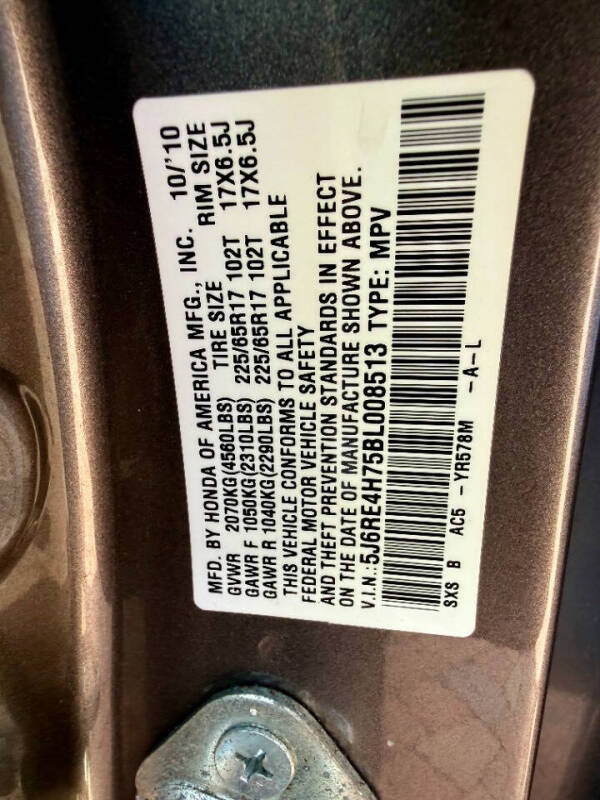 MFD. BY HONDA OF AMERICA MFG., INC. 10/'10
GVWR 2070KG(4560LBS) TIRE SIZE RIM SIZE
GAWR F 1050KG(2310LBS) 225/65R17 102T 17X6.5J
GAWR R 1040KG(2290LBS) 225/65R17 102T 17X6.5J
THIS VEHICLE CONFORMS TO ALL APPLICABLE
FEDERAL MOTOR VEHICLE SAFETY
AND THEFT PREVENTION STANDARDS IN EFFECT
ON THE DATE OF MANUFACTURE SHOWN ABOVE.
V.I.N.:5J6RE4H75BL008513 TYPE: MPV
SXS B AC5 -YR578M -A-L